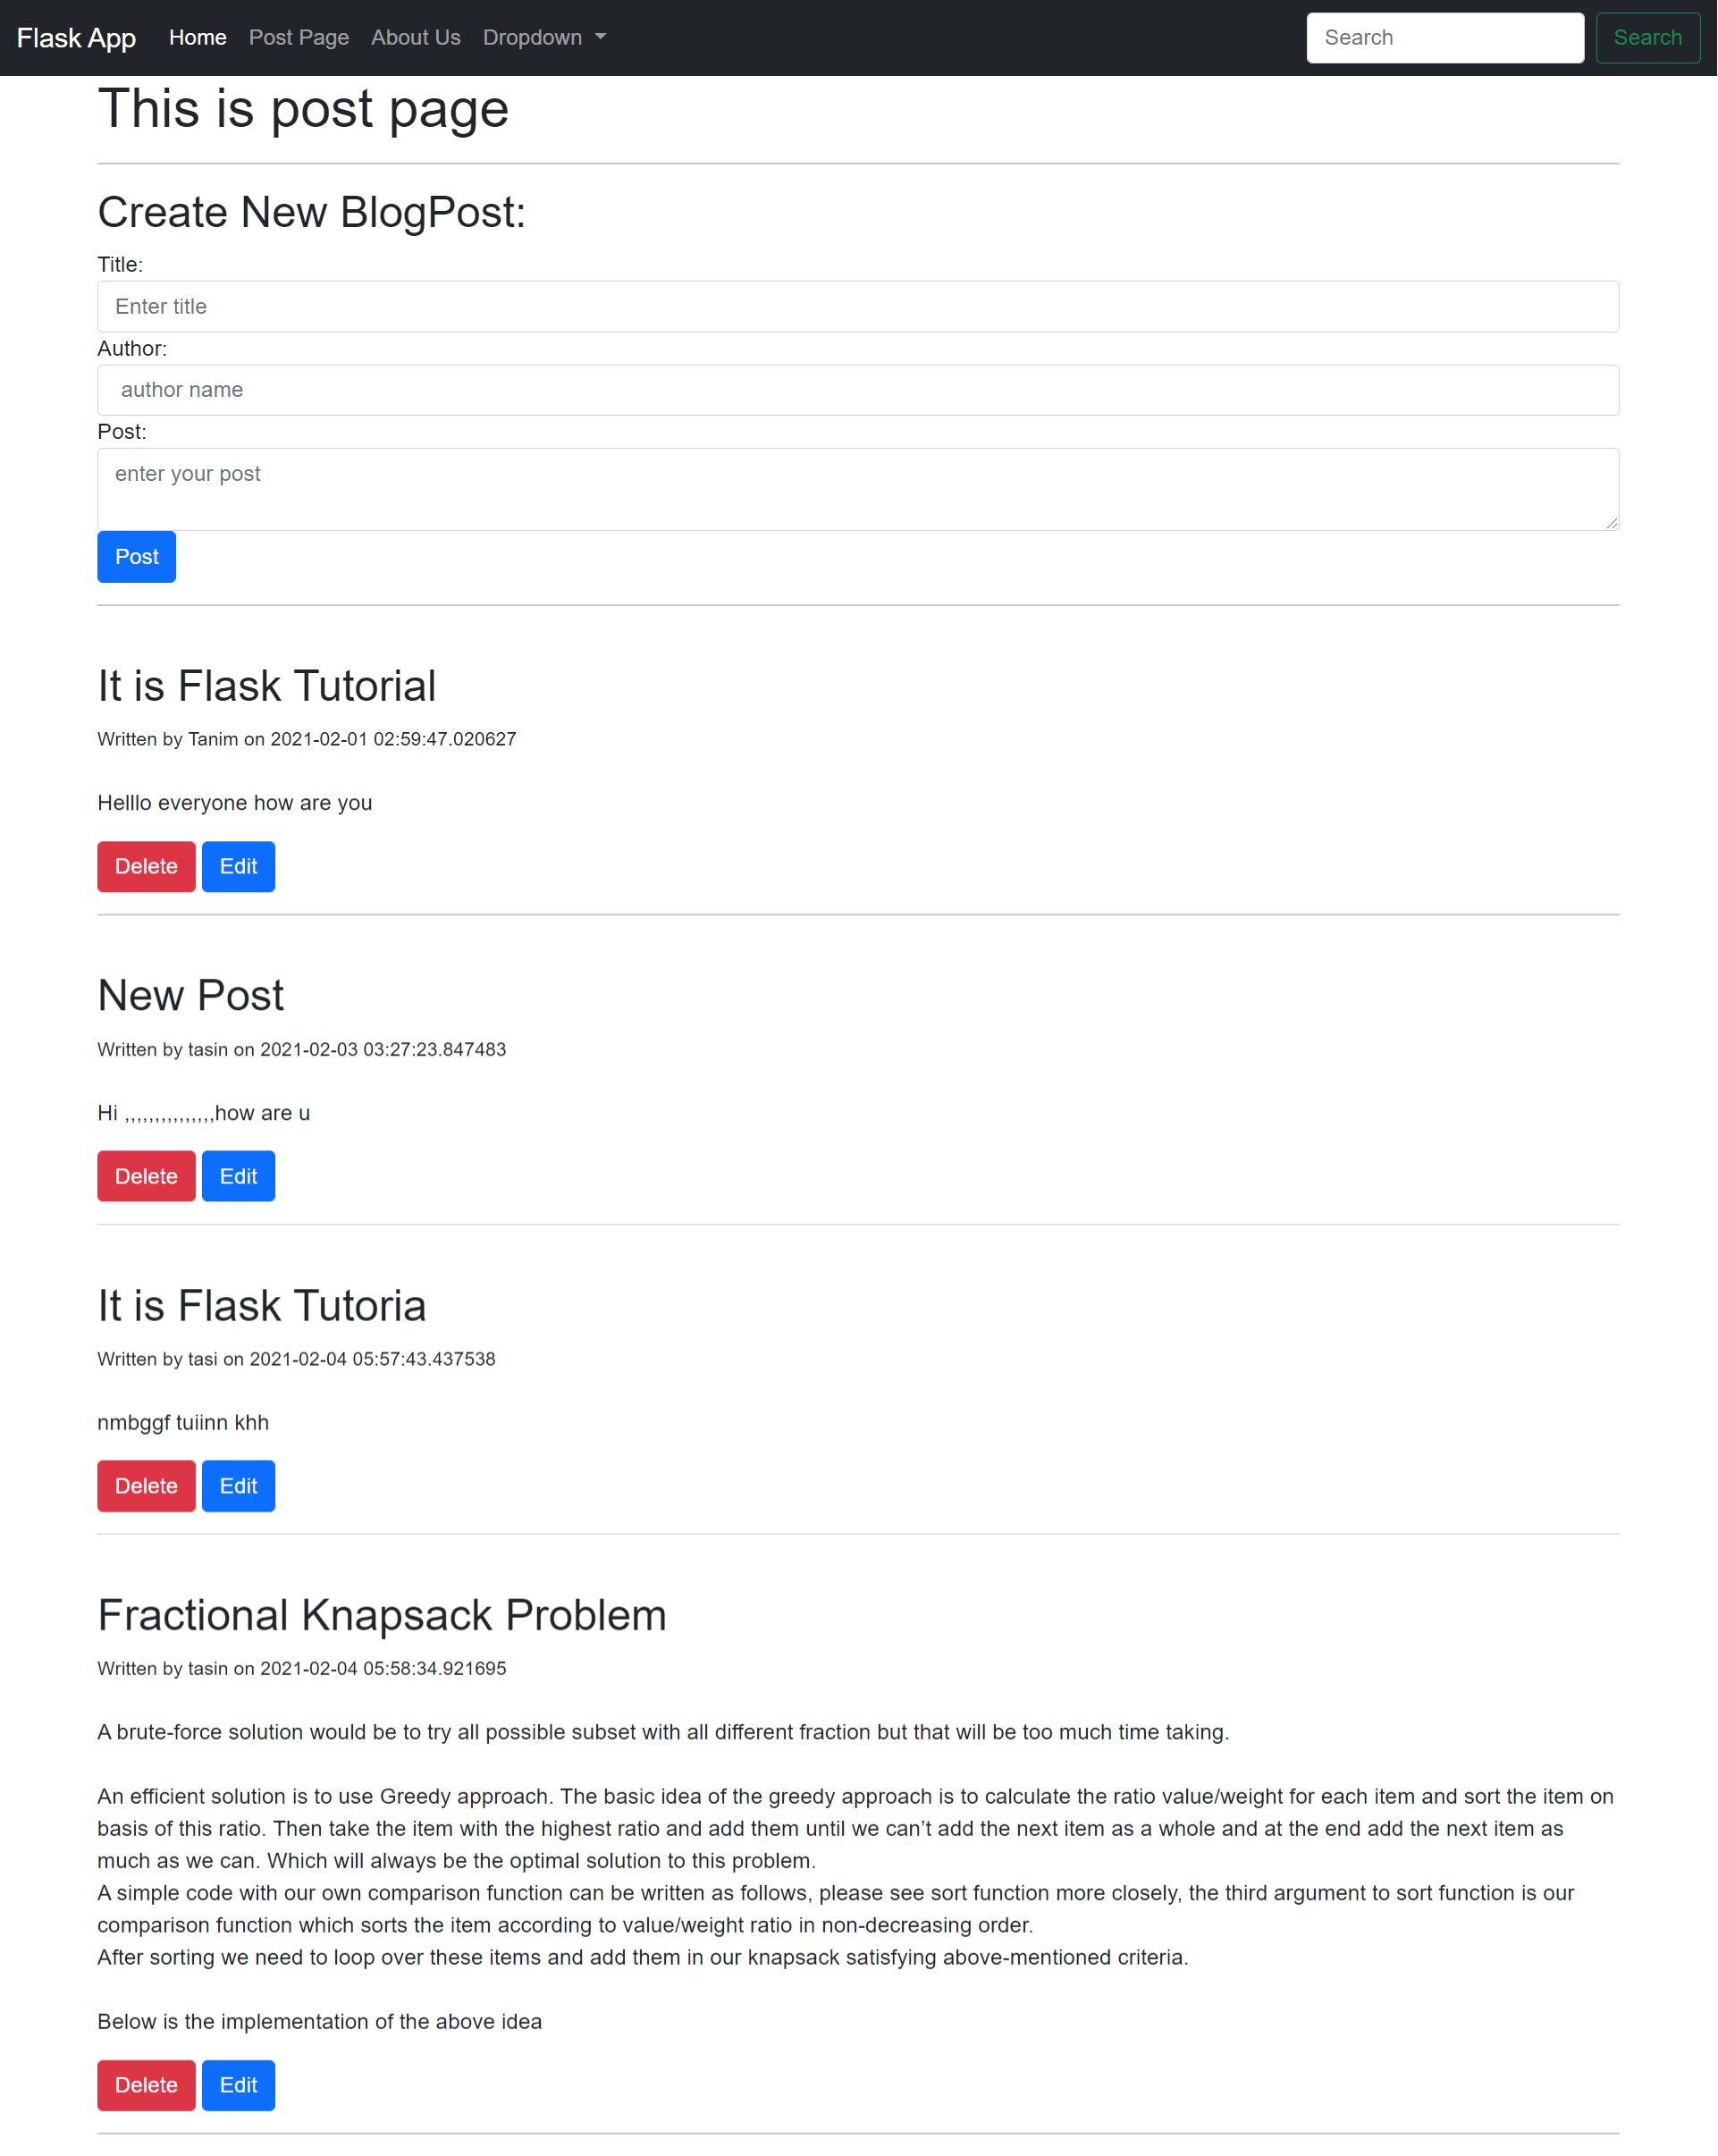 Flask App Home Post Page About Us Dropdown Search Search
This is post page
Create New BlogPost:
Title:
Enter title
Author:
author name
Post:
enter your post
Post
It is Flask Tutorial
Written by Tanim on 2021-02-01 02:59:47.020627
Helllo everyone how are you
Delete Edit
New Post
Written by tasin on 2021-02-03 03:27:23.847483
Hi ,,,,,,,,,,,,,,,how are u
Delete Edit
It is Flask Tutoria
Written by tasi on 2021-02-04 05:57:43.437538
nmbggf tuiinn khh
Delete Edit
Fractional Knapsack Problem
Written by tasin on 2021-02-04 05:58:34.921695
A brute-force solution would be to try all possible subset with all different fraction but that will be too much time taking.
An efficient solution is to use Greedy approach. The basic idea of the greedy approach is to calculate the ratio value/weight for each item and sort the item on
basis of this ratio. Then take the item with the highest ratio and add them until we can’t add the next item as a whole and at the end add the next item as
much as we can. Which will always be the optimal solution to this problem.
A simple code with our own comparison function can be written as follows, please see sort function more closely, the third argument to sort function is our
comparison function which sorts the item according to value/weight ratio in non-decreasing order.
After sorting we need to loop over these items and add them in our knapsack satisfying above-mentioned criteria.
Below is the implementation of the above idea
Delete Edit